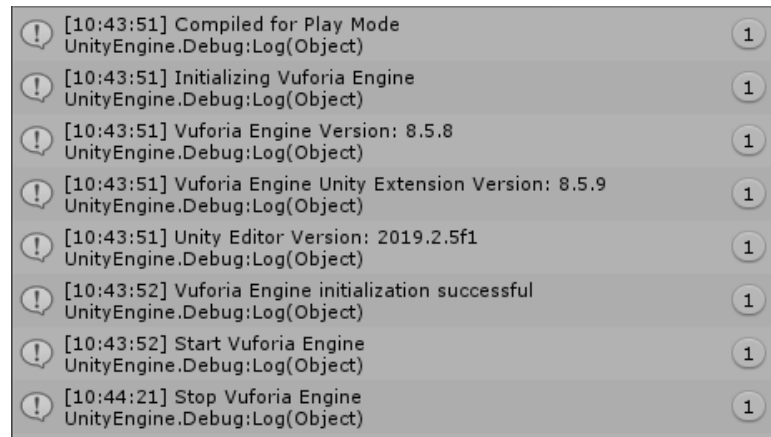 [10:43:51] Compiled for Play Mode
UnityEngine.Debug:Log(Object)
1
[10:43:51] Initializing Vuforia Engine
UnityEngine.Debug:Log(Object)
1
[10:43:51] Vuforia Engine Version: 8.5.8
UnityEngine.Debug:Log(Object)
1
[10:43:51] Vuforia Engine Unity Extension Version: 8.5.9
UnityEngine.Debug:Log(Object)
1
[10:43:51] Unity Editor Version: 2019.2.5f1
UnityEngine.Debug:Log(Object)
1
[10:43:52] Vuforia Engine initialization successful
UnityEngine.Debug:Log(Object)
1
[10:43:52] Start Vuforia Engine
UnityEngine.Debug:Log(Object)
1
[10:44:21] Stop Vuforia Engine
UnityEngine.Debug:Log(Object)
1